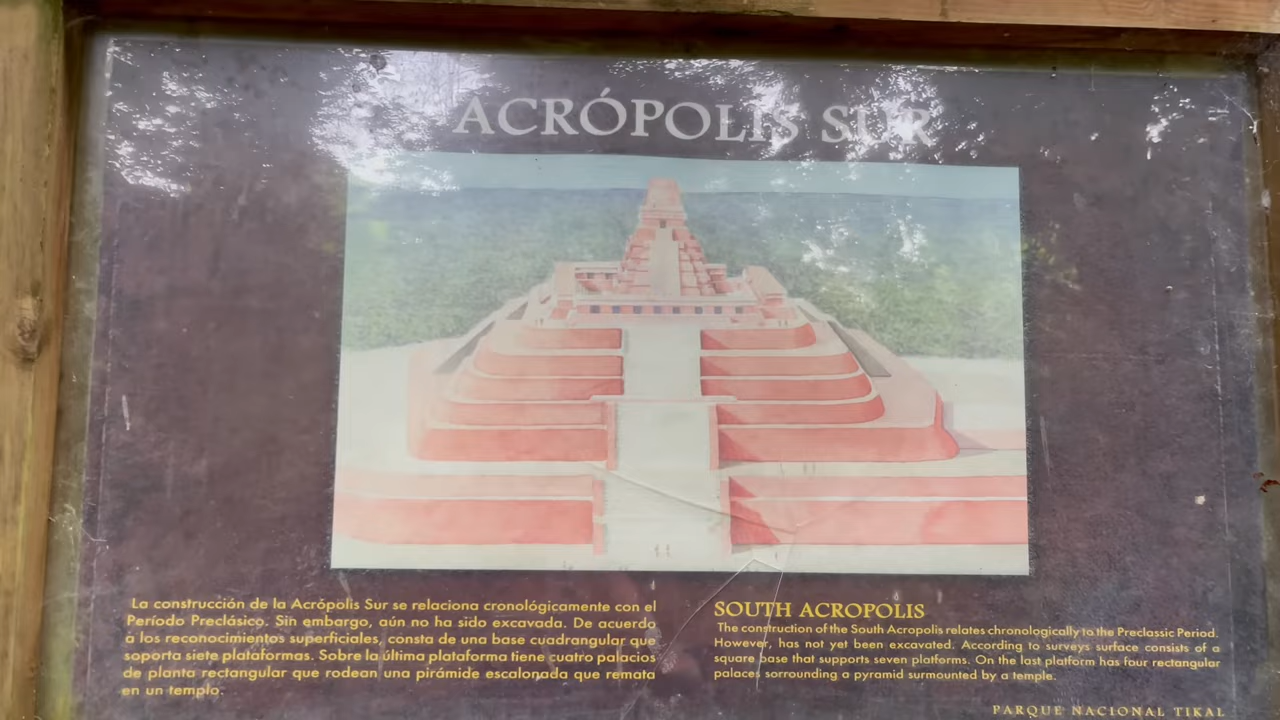 ACRÓPOLIS SUR
La construcción de la Acrópolis Sur se relaciona cronológicamente con el
Período Preclásico. Sin embargo, aún no ha sido excavada. De acuerdo
a los reconocimientos superficiales, consta de una base cuadrangular que
soporta siete plataformas. Sobre la última plataforma tiene cuatro palacios
de planta rectangular que rodean una pirámide escalonada que remata
en un templo.
SOUTH ACROPOLIS
The construction of the South Acropolis relates chronologically to the Preclassic Period.
However, has not yet been excavated. According to surveys surface consists of a
square base that supports seven platforms. On the last platform has four rectangular
palaces sorrounding a pyramid surmounted by a temple.
PARQUE NACIONAL TIKAL